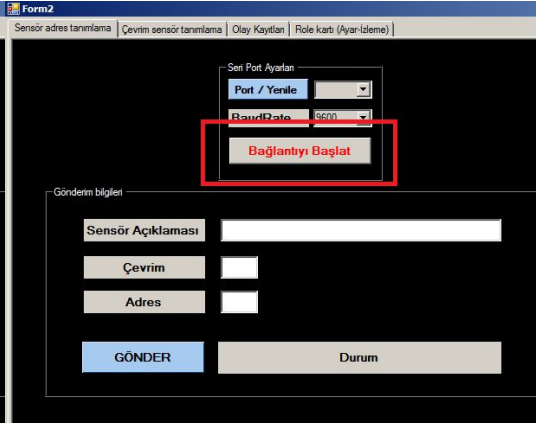 Form2
Sensör adres tanımlama Çevrim sensör tanımlama Olay Kayıtları Role kartı (Ayar-İzleme)
Seri Port Ayarları
Port / Yenile
BaudRate 9600
Bağlantıyı Başlat
Gönderim bilgileri
Sensör Açıklaması
Çevrim
Adres
GÖNDER Durum